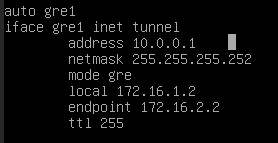 auto gre1
iface gre1 inet tunnel
address 10.0.0.1
netmask 255.255.255.252
mode gre
local 172.16.1.2
endpoint 172.16.2.2
ttl 255